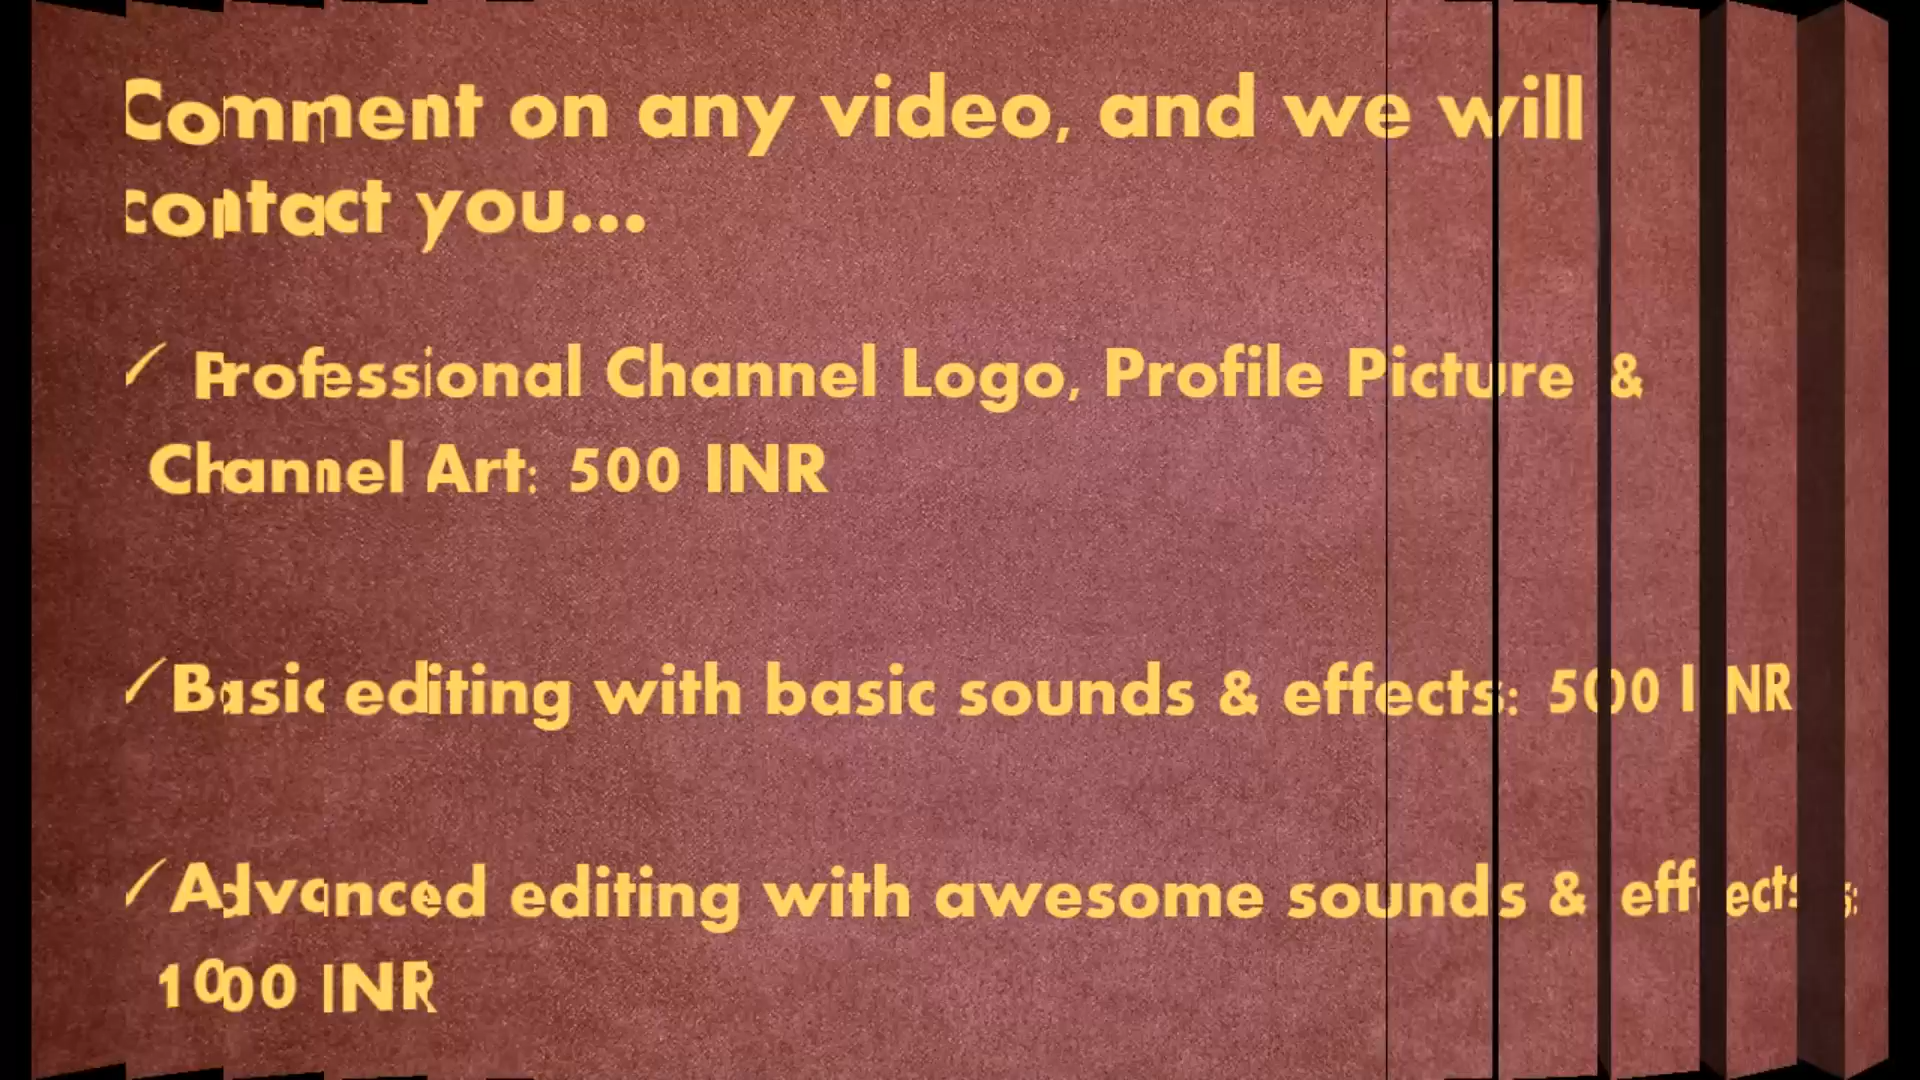 Comment on any video, and we will
contact you...
✓ Professional Channel Logo, Profile Picture &
Channel Art: 500 INR
✓ Basic editing with basic sounds & effects: 500 INR
✓ Advanced editing with awesome sounds & effects:
1000 INR